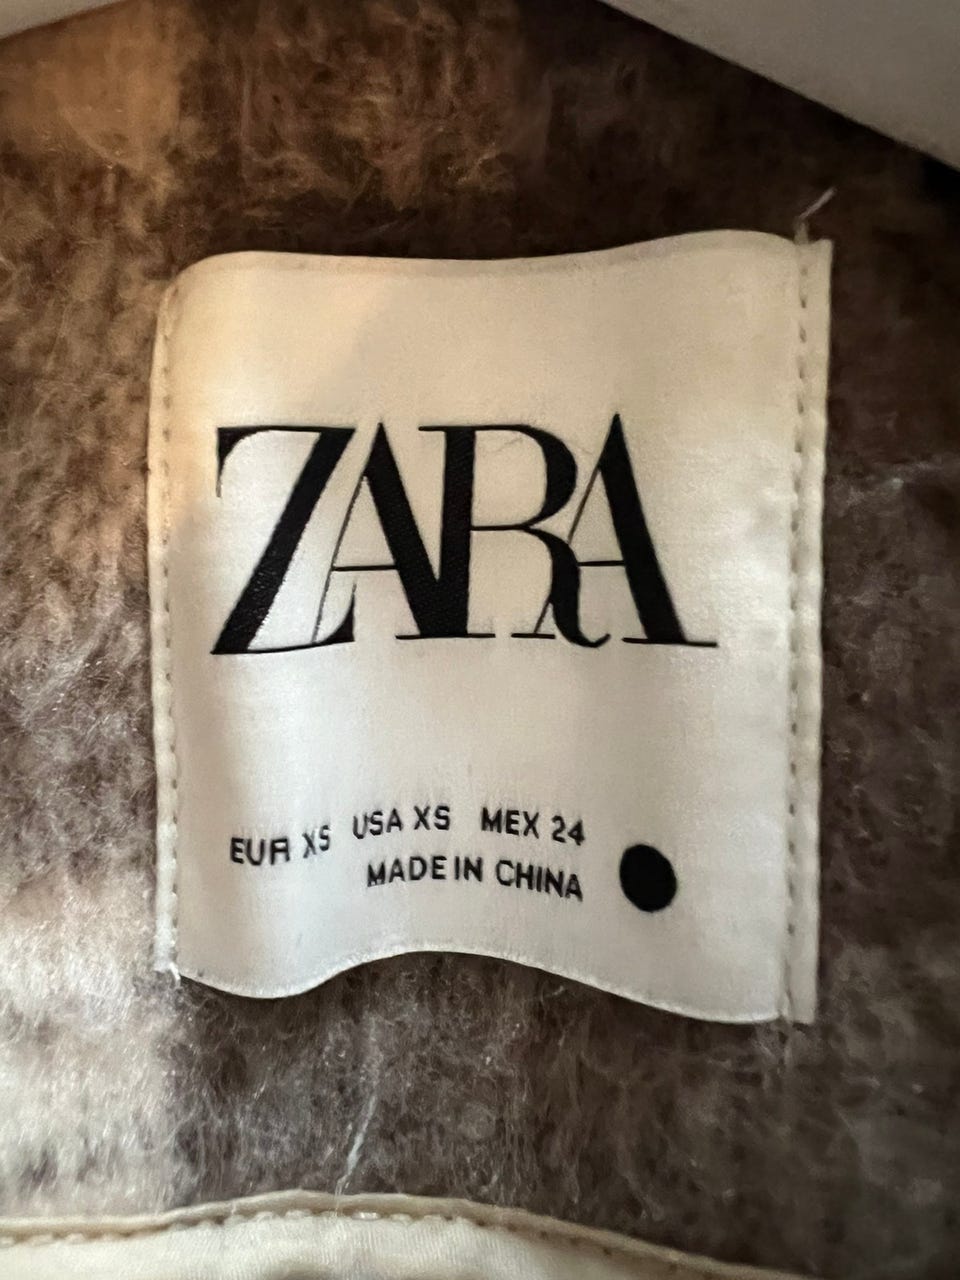 ZARA
EUR XS USA XS MEX 24
MADE IN CHINA